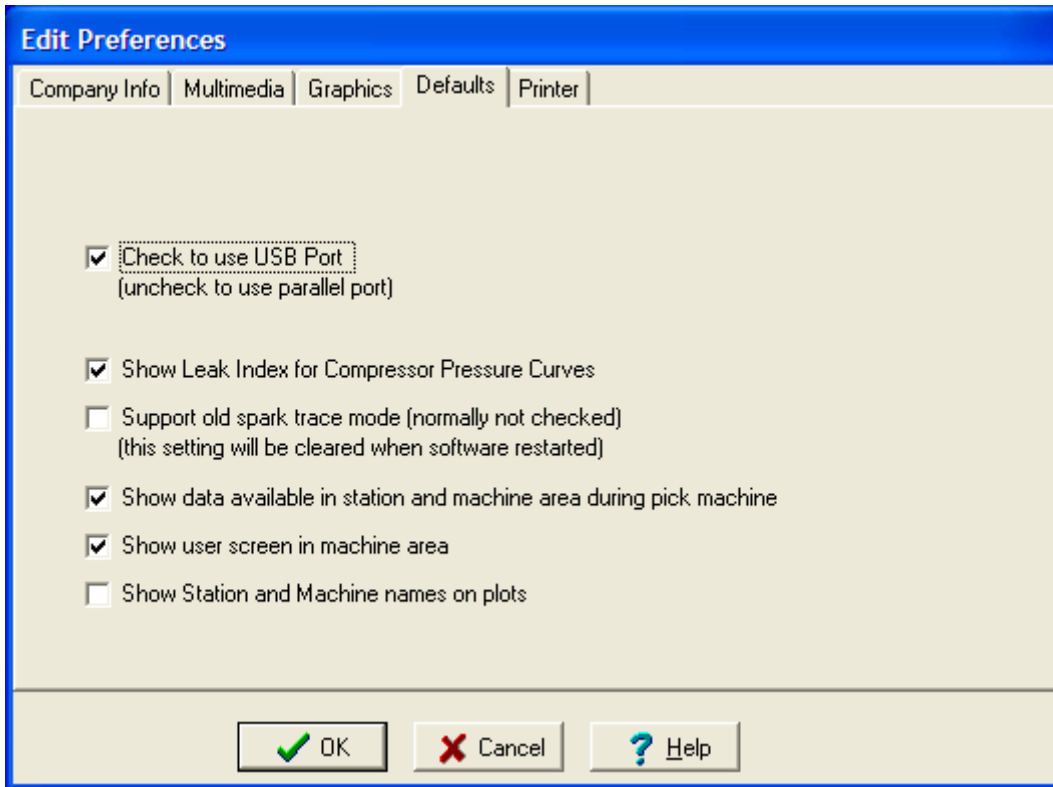 Edit Preferences
Company Info Multimedia Graphics Defaults Printer
Check to use USB Port
(uncheck to use parallel port)
Show Leak Index for Compressor Pressure Curves
Support old spark trace mode (normally not checked)
(this setting will be cleared when software restarted)
Show data available in station and machine area during pick machine
Show user screen in machine area
Show Station and Machine names on plots
OK Cancel Help